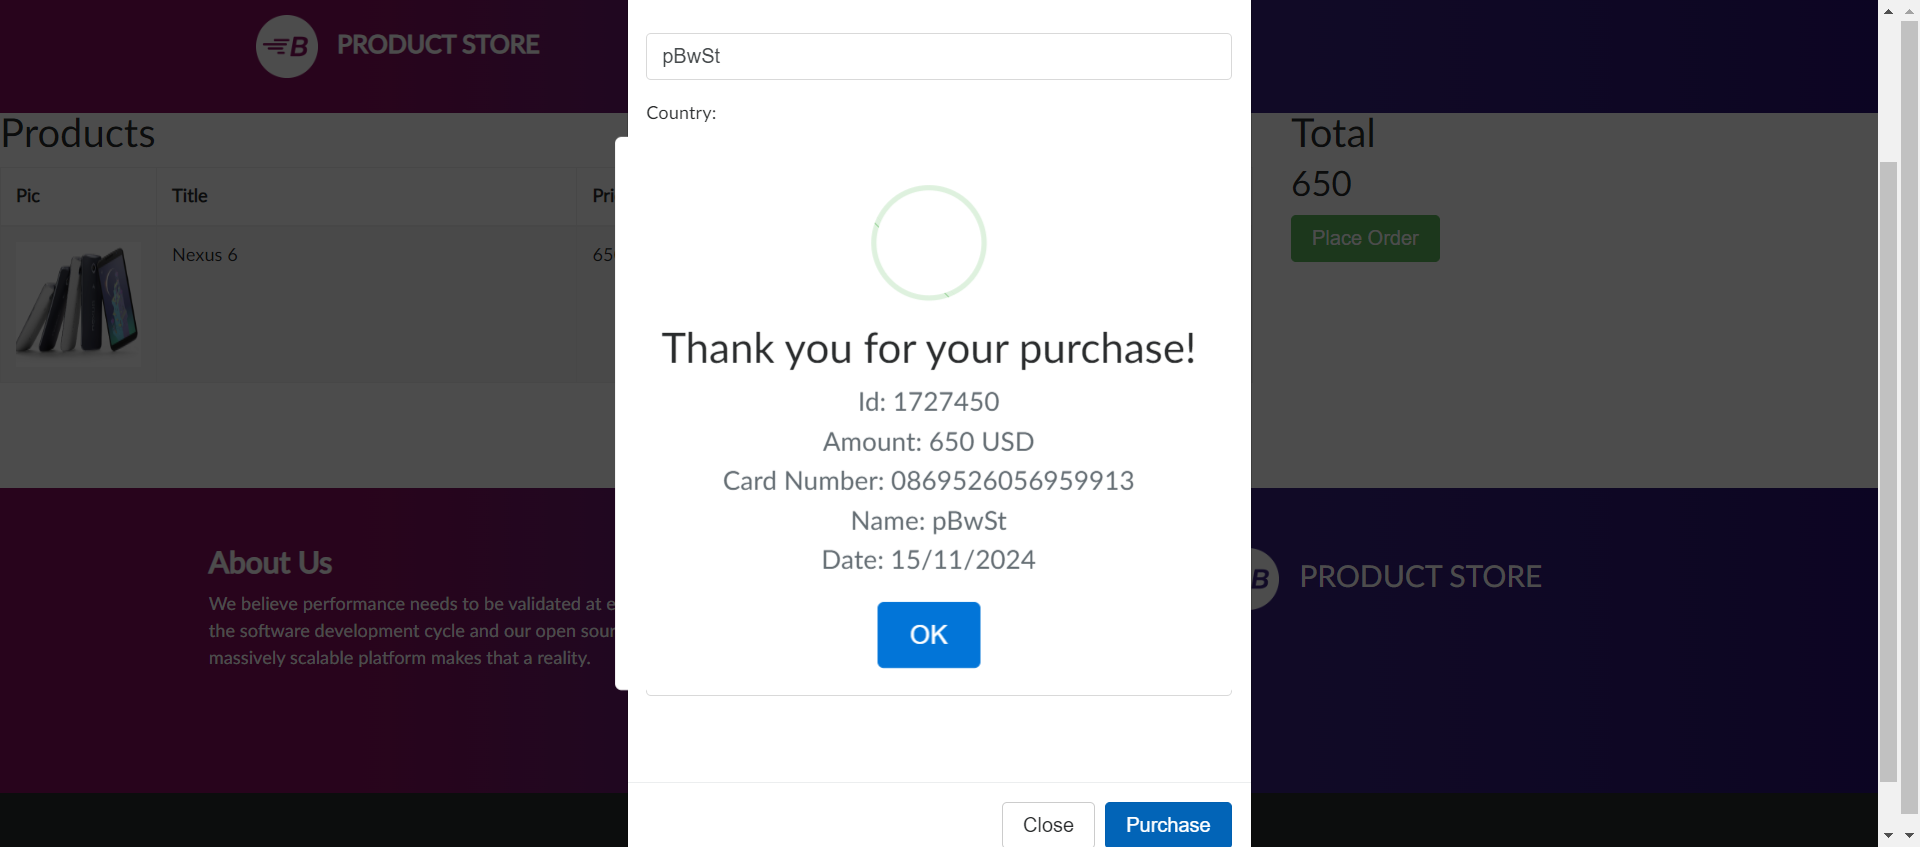 B PRODUCT STORE
pBwSt
Country:
Products
Total
650
Pic Title Pri
Nexus 6 65
Place Order
Thank you for your purchase!
Id: 1727450
Amount: 650 USD
Card Number: 0869526056959913
Name: pBwSt
Date: 15/11/2024
OK
About Us
We believe performance needs to be validated at e
the software development cycle and our open sour
massively scalable platform makes that a reality.
B PRODUCT STORE
Close Purchase